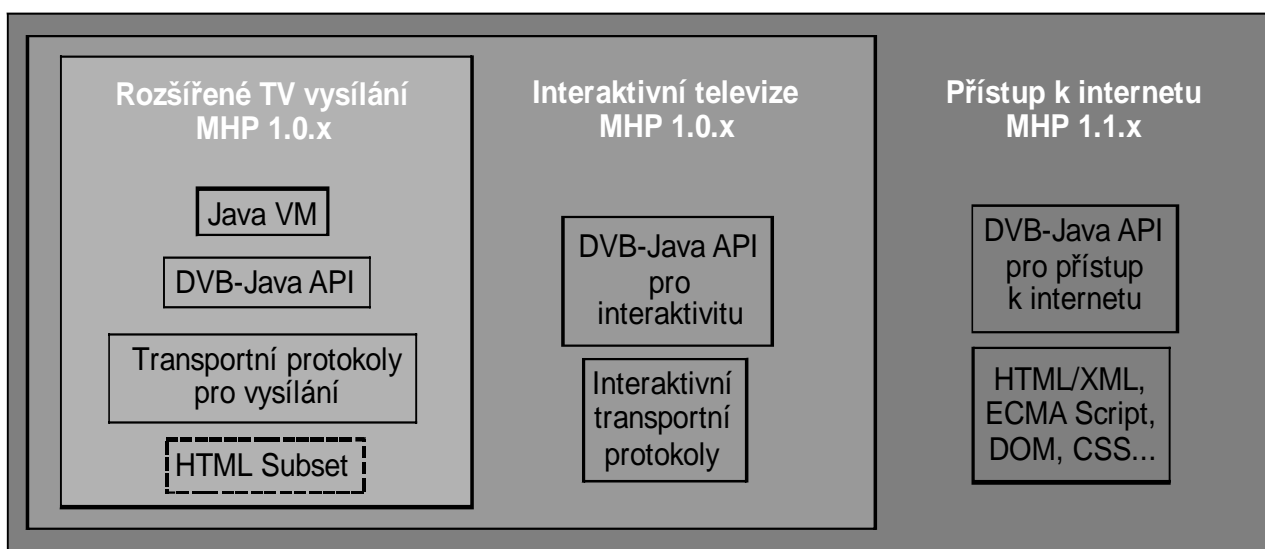 Rozšířené TV vysílání
MHP 1.0.x
Java VM
DVB-Java API
Transportní protokoly
pro vysílání
HTML Subset
Interaktivní televize
MHP 1.0.x
DVB-Java API
pro
interaktivitu
Interaktivní
transportní
protokoly
Přístup k internetu
MHP 1.1.x
DVB-Java API
pro přístup
k internetu
HTML/XML,
ECMA Script,
DOM, CSS...